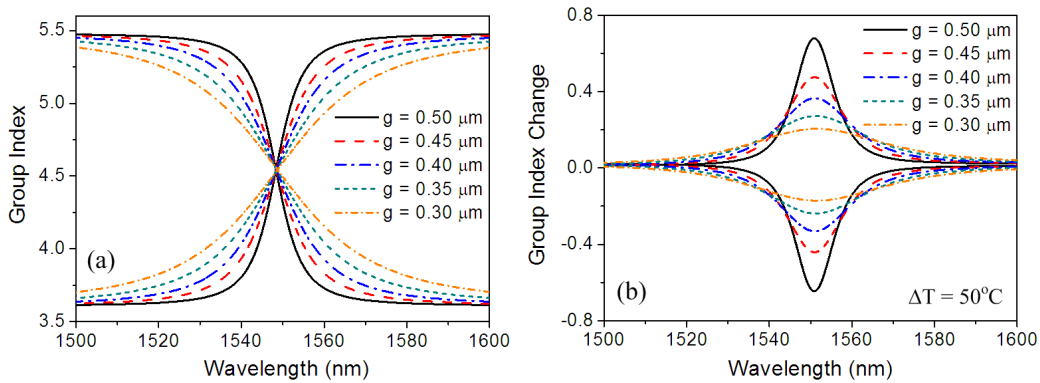 5.5
5.0
4.5
4.0
3.5
Group Index
g = 0.50 μm
g = 0.45 μm
g = 0.40 μm
g = 0.35 μm
g = 0.30 μm
(a)
1500 1520 1540 1560 1580 1600
Wavelength (nm)
0.8
0.4
0.0
-0.4
-0.8
Group Index Change
g = 0.50 μm
g = 0.45 μm
g = 0.40 μm
g = 0.35 μm
g = 0.30 μm
(b)
ΔT = 50°C
1500 1520 1540 1560 1580 1600
Wavelength (nm)